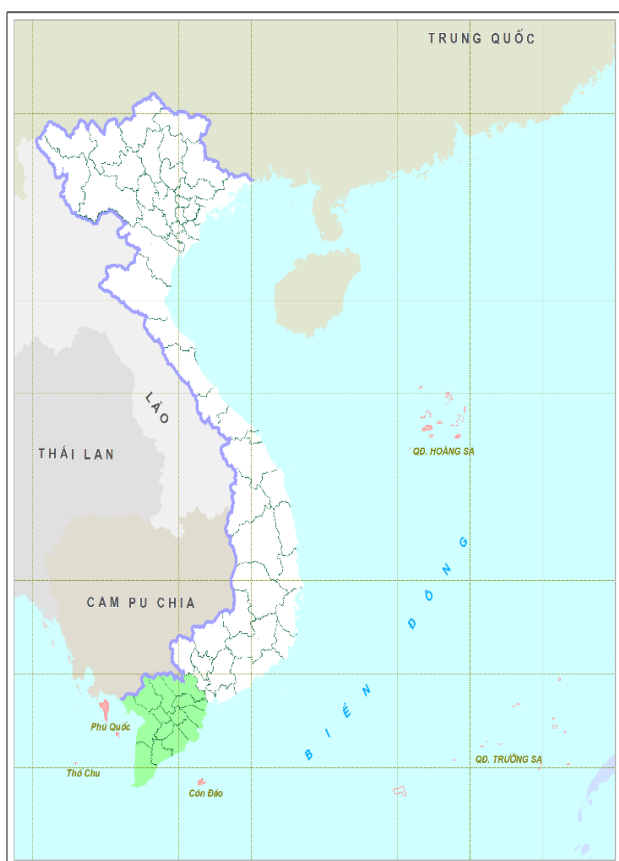 TRUNG QUỐC
LÀO
THÁI LAN
QĐ. HOÀNG SA
CAM PU CHIA
BIỂN ĐÔNG
Phú Quốc
Thổ Chu
Côn Đảo
QĐ. TRƯỜNG SA